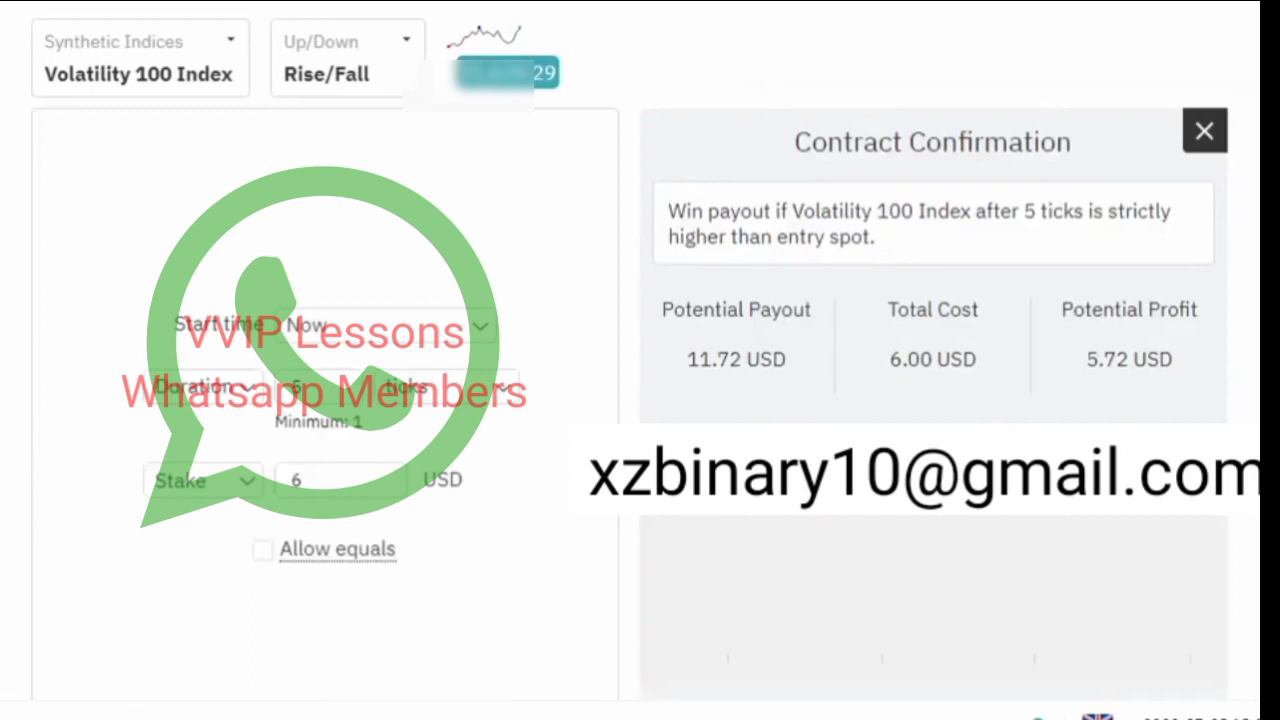 Synthetic Indices
Volatility 100 Index
Up/Down
Rise/Fall
29
Start time Now
Duration 5 ticks
Minimum: 1
Stake 6 USD
Allow equals
VVIP Lessons
Whatsapp Members
Contract Confirmation
Win payout if Volatility 100 Index after 5 ticks is strictly
higher than entry spot.
Potential Payout Total Cost Potential Profit
11.72 USD 6.00 USD 5.72 USD
xzbinary10@gmail.com